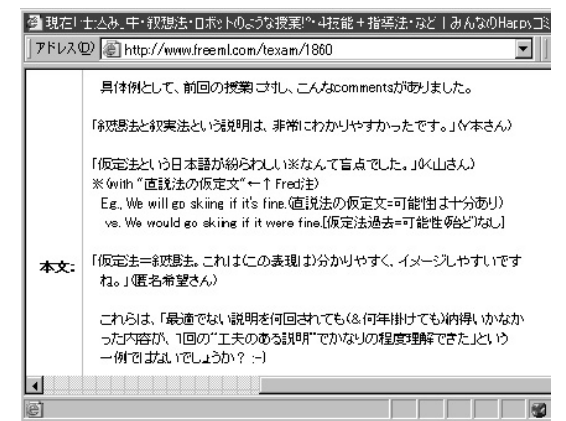 現在仕込み中・叙想法・ロボットのような授業!?・4技能+指導法・など | みんなのHappyコミ
アドレス(D) http://www.freeml.com/texam/1860
具体例として、前回の授業に対し、こんなcommentsがありました。
「叙想法と叙実法という説明は、非常にわかりやすかったです。」(Y本さん)
「仮定法という日本語が紛らわしい※なんて盲点でした。」(K山さん)
※(with “直説法の仮定文“←↑Fred注)
E.g., We will go skiing if it's fine.(直説法の仮定文=可能性は十分あり)
vs. We would go skiing if it were fine.[仮定法過去=可能性(殆ど)なし]
本文:
「仮定法=叙想法。これは(この表現は)分かりやすく、イメージしやすいです
ね。」(匿名希望さん)
これらは、「最適でない説明を何回されても(&何年掛けても)納得いかなか
った内容が、1回の“工夫のある説明”でかなりの程度理解できた」という
一例ではないでしょうか? :-)